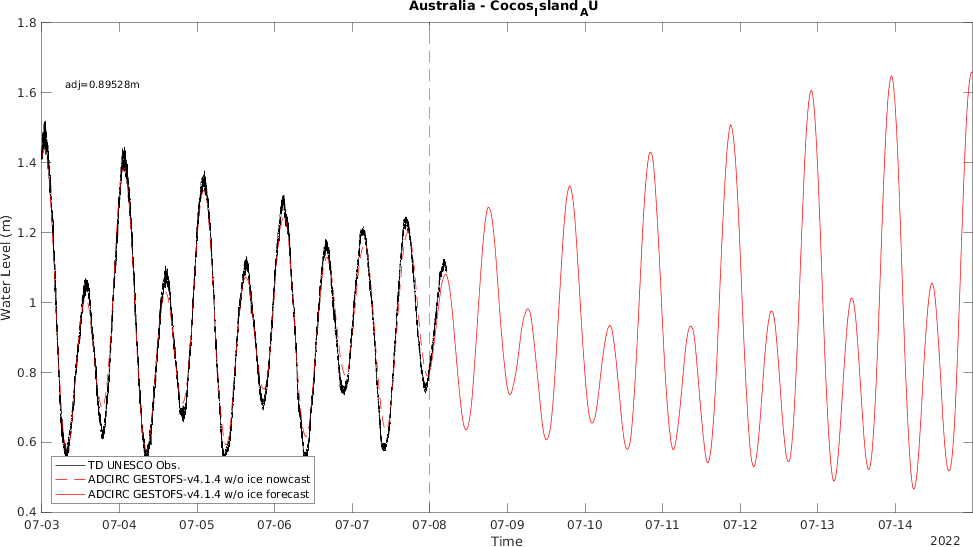 Australia - CocosIslandAU
1.8
1.6
1.4
1.2
1
0.8
0.6
0.4
Water Level (m)
adj=0.89528m
TD UNESCO Obs.
ADCIRC GESTOFS-v4.1.4 w/o ice nowcast
ADCIRC GESTOFS-v4.1.4 w/o ice forecast
07-03 07-04 07-05 07-06 07-07 07-08 07-09 07-10 07-11 07-12 07-13 07-14
Time
2022